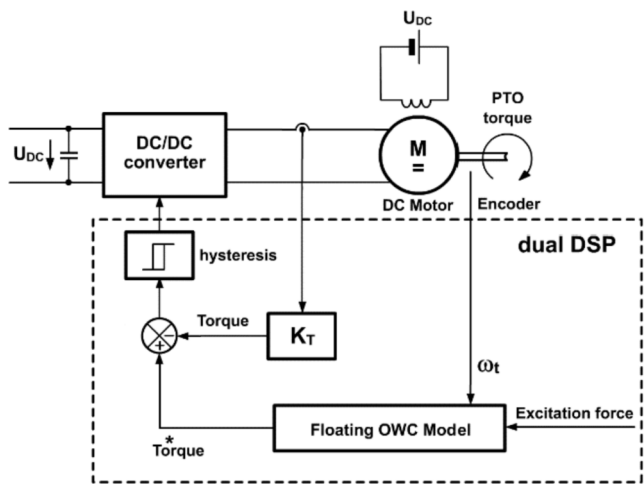 UDC
PTO
torque
DC/DC
converter
UDC
M
=
DC Motor
Encoder
dual DSP
hysteresis
Torque
KT
+
−
ωt
Excitation force
Floating OWC Model
Torque*